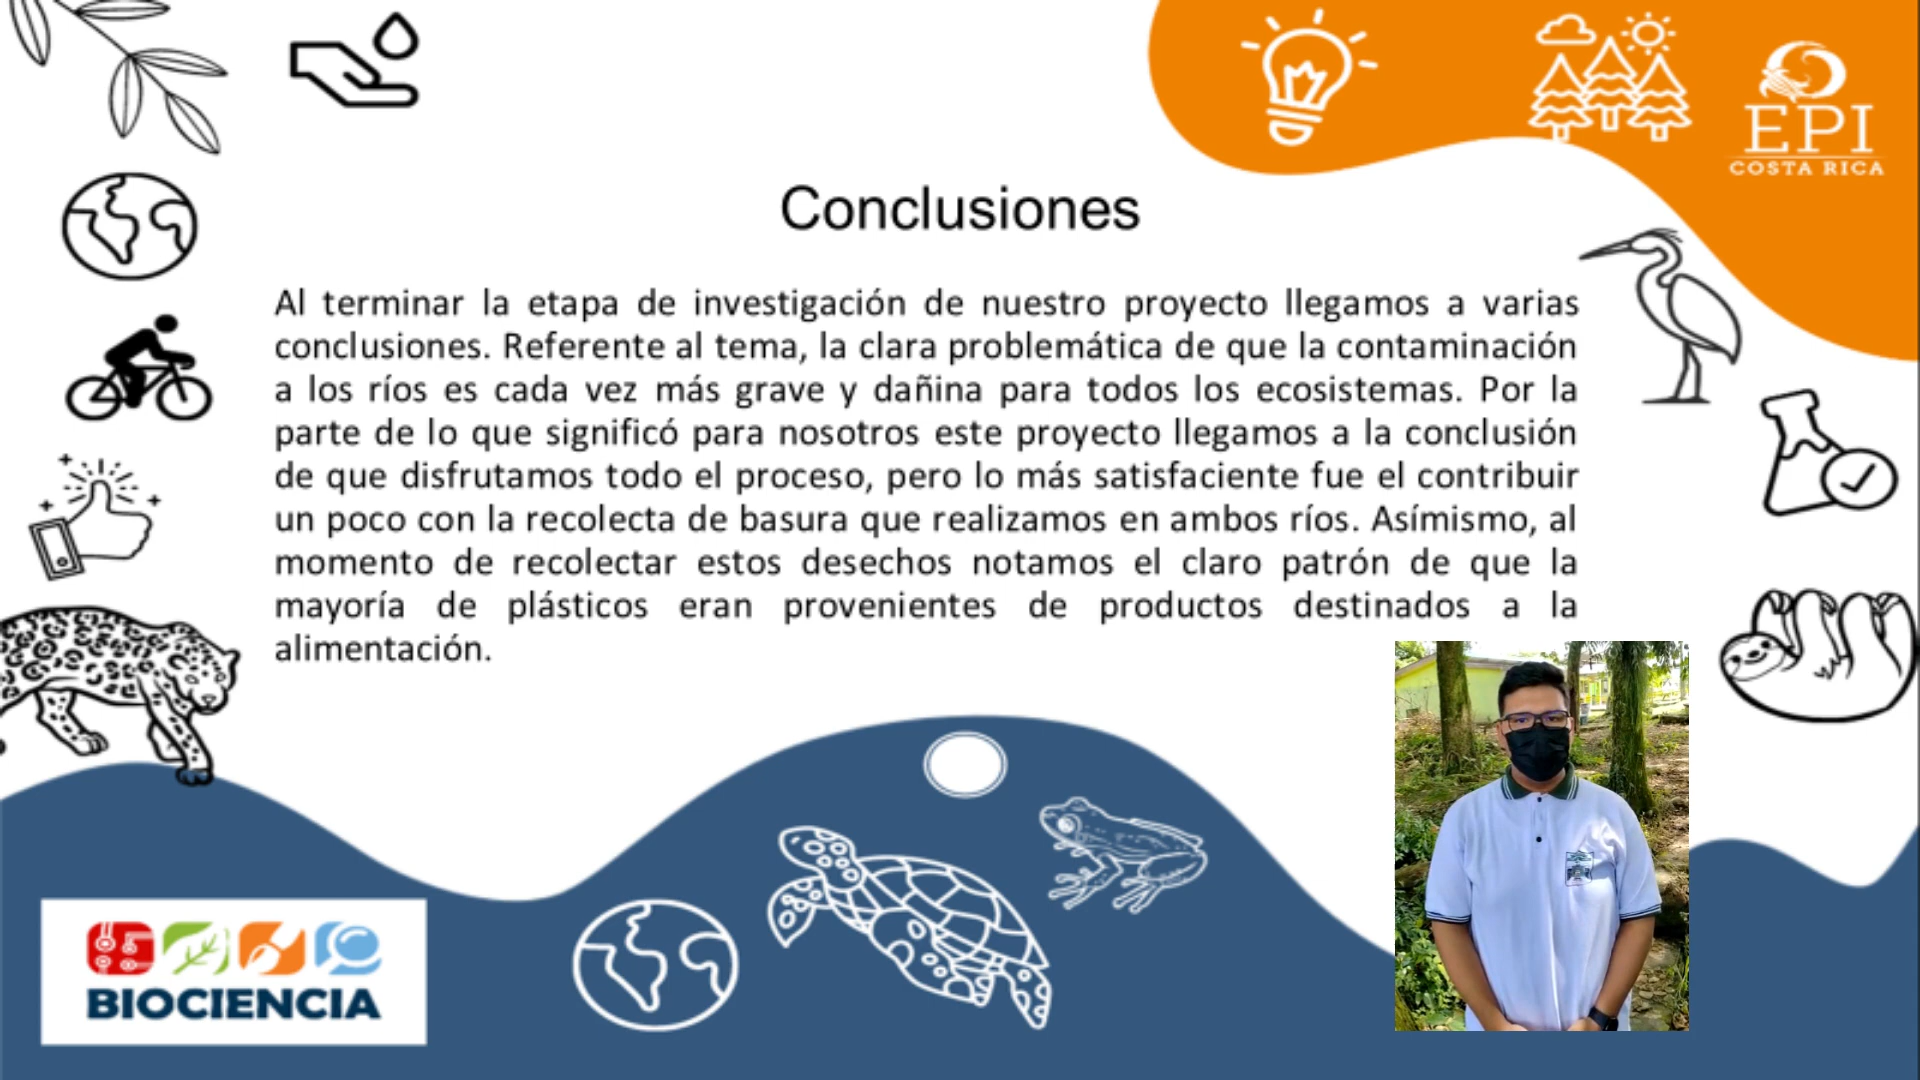 EPI
COSTA RICA
Conclusiones
Al terminar la etapa de investigación de nuestro proyecto llegamos a varias
conclusiones. Referente al tema, la clara problemática de que la contaminación
a los ríos es cada vez más grave y dañina para todos los ecosistemas. Por la
parte de lo que significó para nosotros este proyecto llegamos a la conclusión
de que disfrutamos todo el proceso, pero lo más satisfaciente fue el contribuir
un poco con la recolecta de basura que realizamos en ambos ríos. Asímismo, al
momento de recolectar estos desechos notamos el claro patrón de que la
mayoría de plásticos eran provenientes de productos destinados a la
alimentación.
BIOCIENCIA